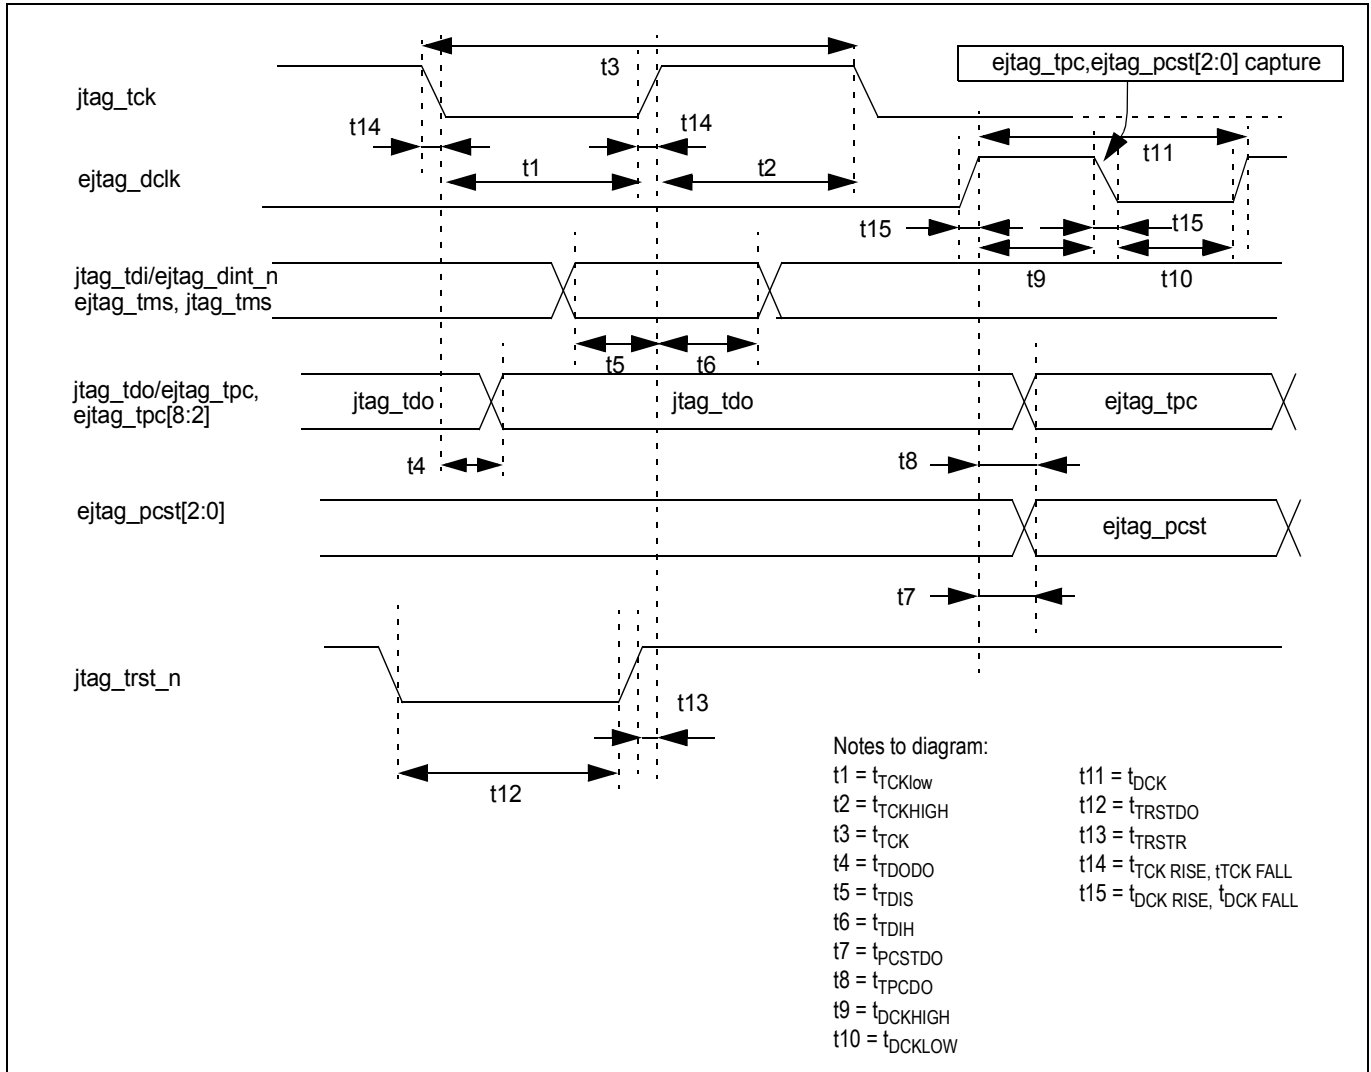 t3
ejtag_tpc,ejtag_pcst[2:0] capture
jtag_tck
t14
t14
t11
ejtag_dclk
t1
t2
t15
t15
jtag_tdi/ejtag_dint_n
ejtag_tms, jtag_tms
t9
t10
t5
t6
jtag_tdo/ejtag_tpc,
ejtag_tpc[8:2]
jtag_tdo
jtag_tdo
ejtag_tpc
t4
t8
ejtag_pcst[2:0]
ejtag_pcst
t7
jtag_trst_n
t13
t12
Notes to diagram:
t1 = tTCKlow
t2 = tTCKHIGH
t3 = tTCK
t4 = tTDODO
t5 = tTDIS
t6 = tTDIH
t7 = tPCSTDO
t8 = tTPCDO
t9 = tDCKHIGH
t10 = tDCKLOW
t11 = tDCK
t12 = tTRSTDO
t13 = tTRSTR
t14 = tTCK RISE, tTCK FALL
t15 = tDCK RISE, tDCK FALL